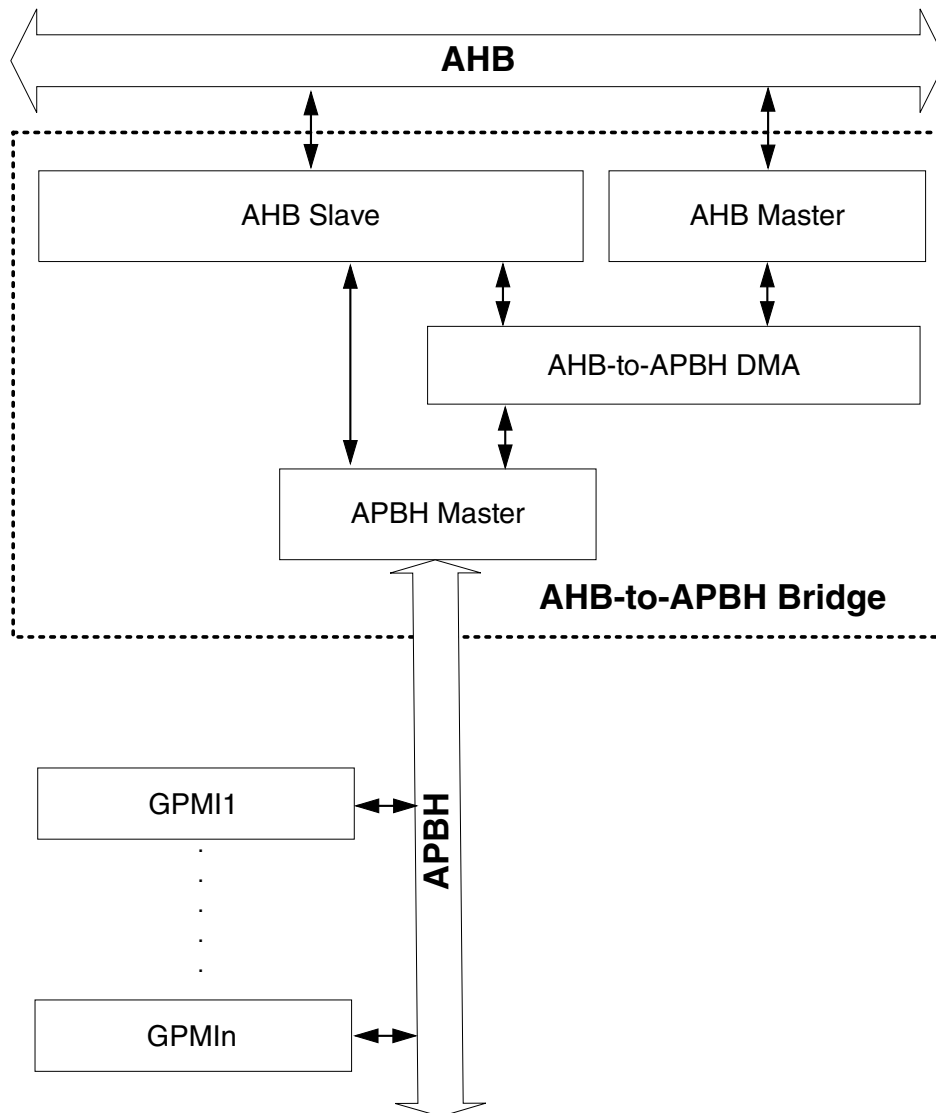 AHB
AHB Slave
AHB Master
AHB-to-APBH DMA
APBH Master
AHB-to-APBH Bridge
GPMI1
APBH
GPMIn